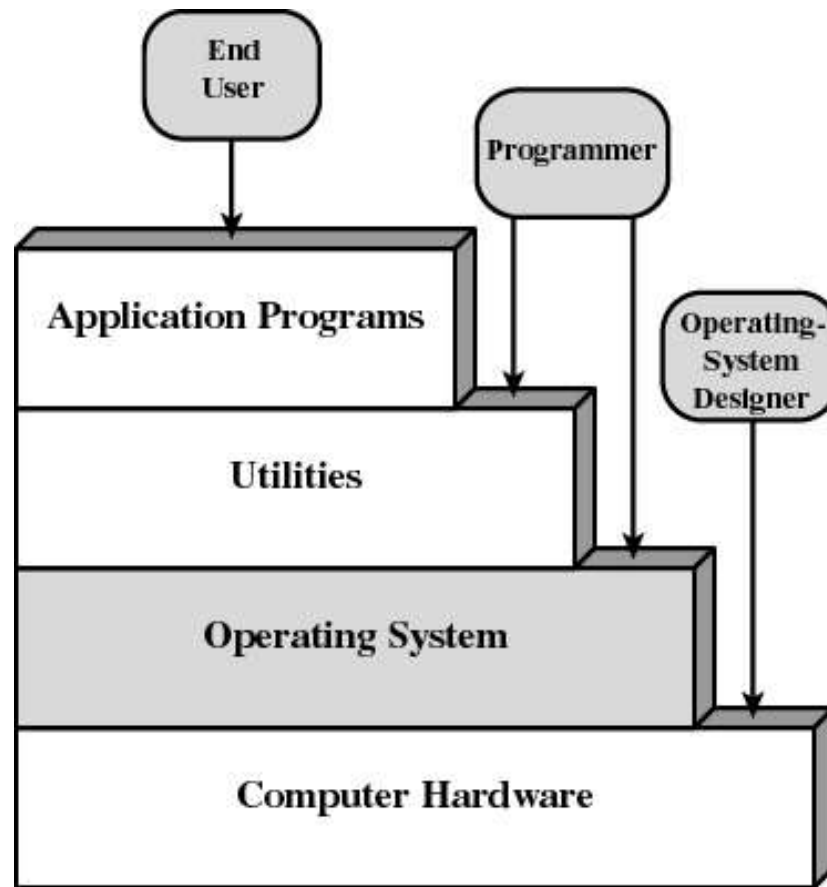 End
User
Programmer
Operating-
System
Designer
Application Programs
Utilities
Operating System
Computer Hardware